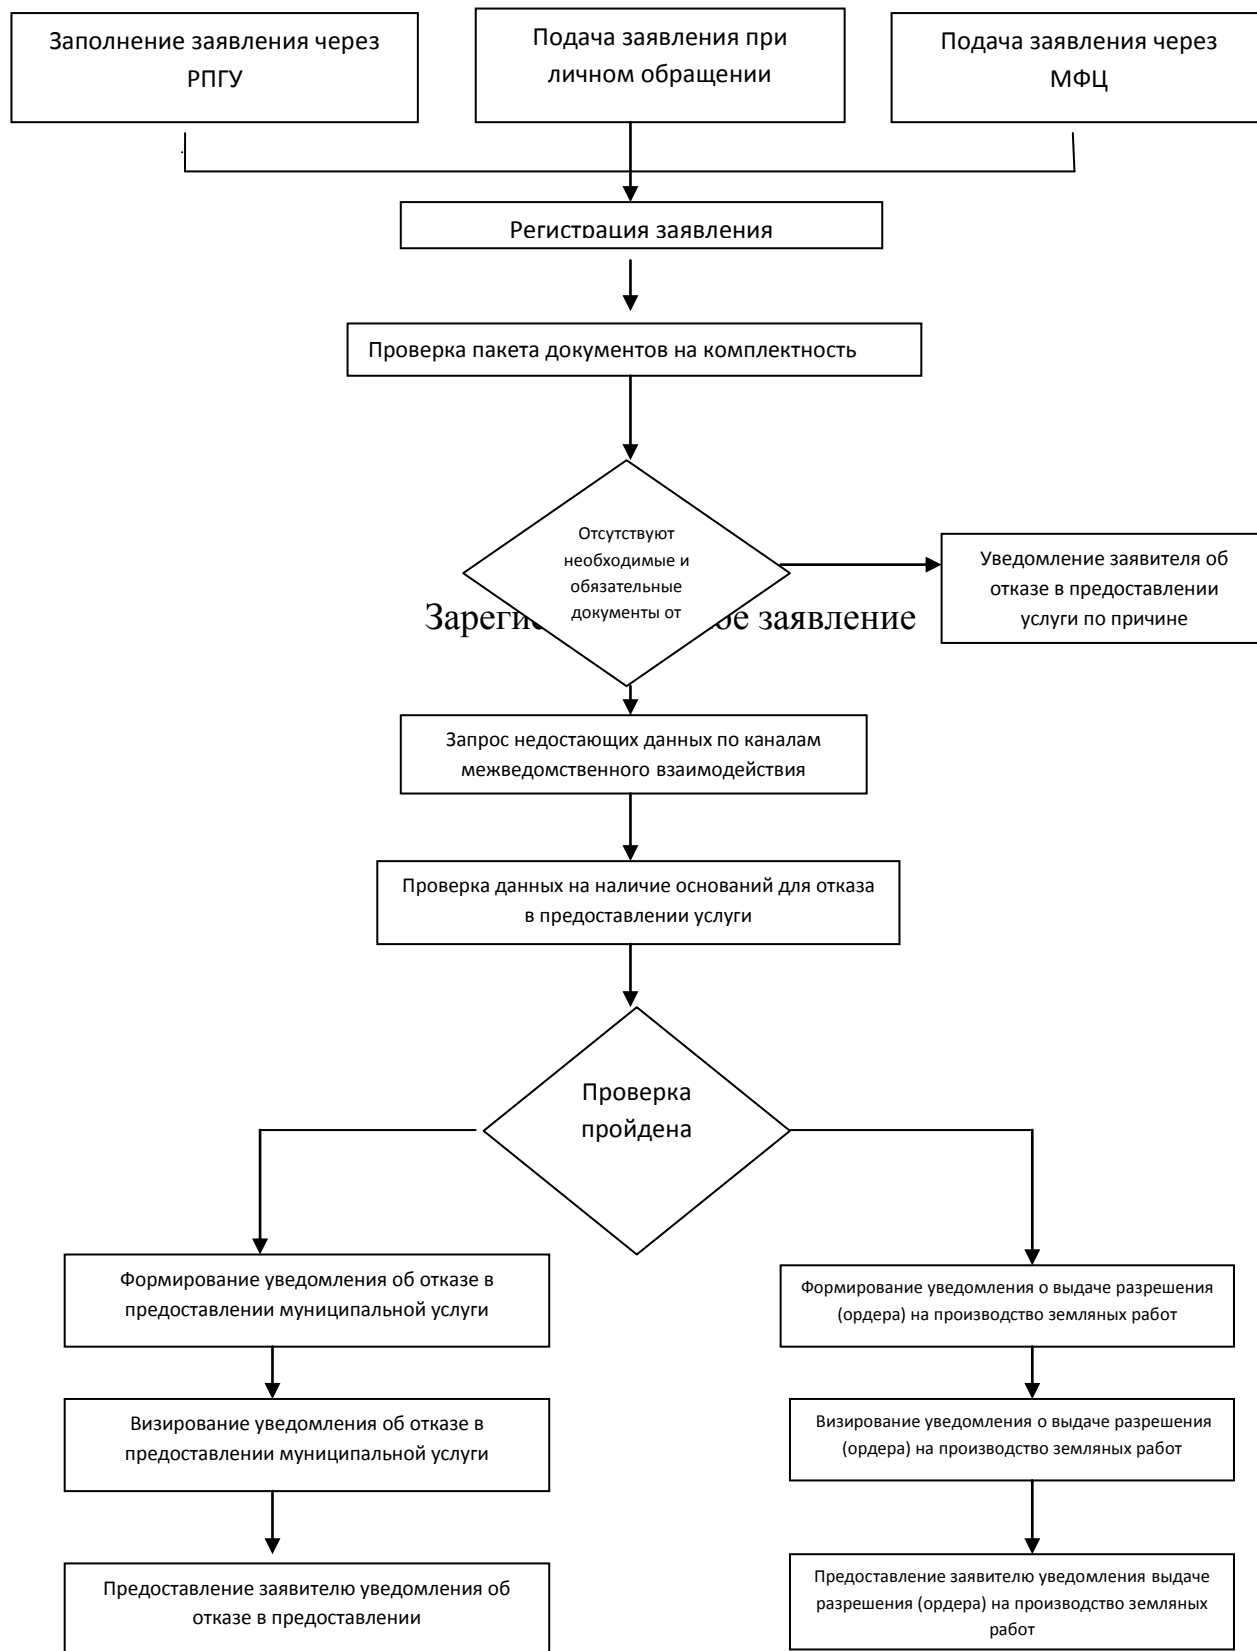 Заполнение заявления через
РПГУ
Подача заявления при
личном обращении
Подача заявления через
МФЦ
Регистрация заявления
Проверка пакета документов на комплектность
Отсутствуют
необходимые и
обязательные
документы от
Зареги ое заявление
Уведомление заявителя об
отказе в предоставлении
услуги по причине
Запрос недостающих данных по каналам
межведомственного взаимодействия
Проверка данных на наличие оснований для отказа
в предоставлении услуги
Проверка
пройдена
Формирование уведомления об отказе в
предоставлении муниципальной услуги
Формирование уведомления о выдаче разрешения
(ордера) на производство земляных работ
Визирование уведомления об отказе в
предоставлении муниципальной услуги
Визирование уведомления о выдаче разрешения
(ордера) на производство земляных работ
Предоставление заявителю уведомления об
отказе в предоставлении
Предоставление заявителю уведомления выдаче
разрешения (ордера) на производство земляных
работ